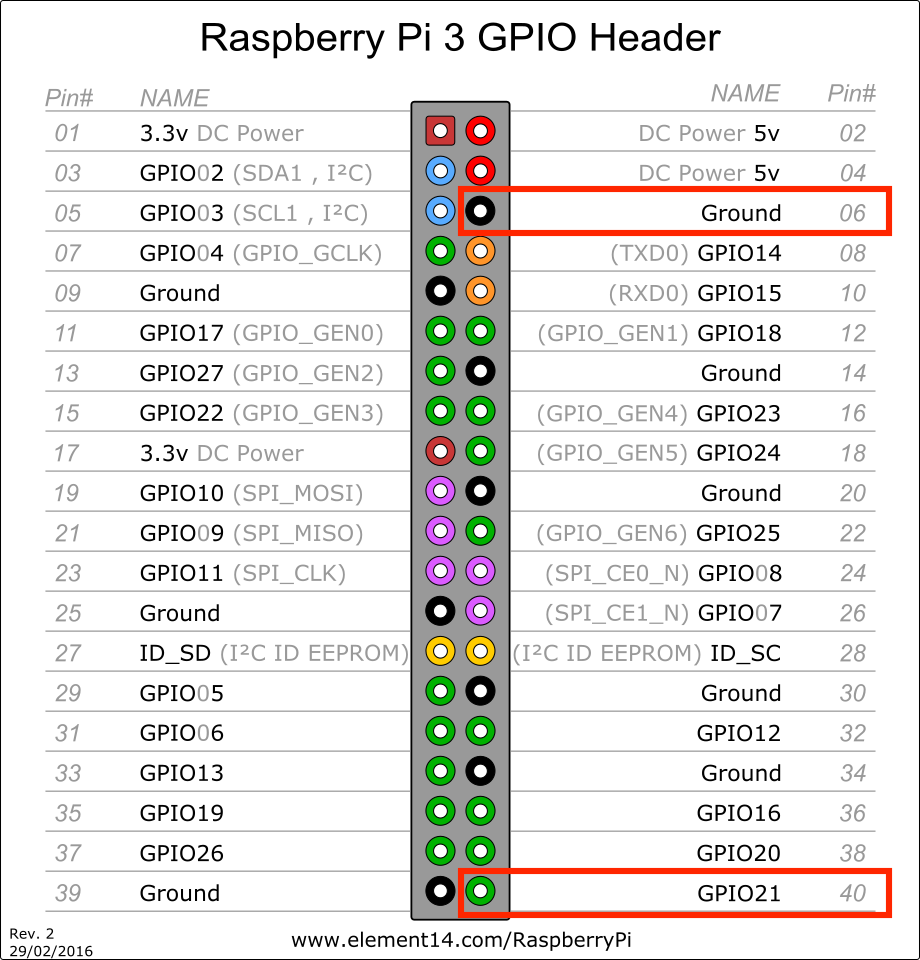 Raspberry Pi 3 GPIO Header
Pin# NAME NAME Pin#
01 3.3v DC Power DC Power 5v 02
03 GPIO02 (SDA1 , I²C) DC Power 5v 04
05 GPIO03 (SCL1 , I²C) Ground 06
07 GPIO04 (GPIO_GCLK) (TXD0) GPIO14 08
09 Ground (RXD0) GPIO15 10
11 GPIO17 (GPIO_GEN0) (GPIO_GEN1) GPIO18 12
13 GPIO27 (GPIO_GEN2) Ground 14
15 GPIO22 (GPIO_GEN3) (GPIO_GEN4) GPIO23 16
17 3.3v DC Power (GPIO_GEN5) GPIO24 18
19 GPIO10 (SPI_MOSI) Ground 20
21 GPIO09 (SPI_MISO) (GPIO_GEN6) GPIO25 22
23 GPIO11 (SPI_CLK) (SPI_CE0_N) GPIO08 24
25 Ground (SPI_CE1_N) GPIO07 26
27 ID_SD (I²C ID EEPROM) (I²C ID EEPROM) ID_SC 28
29 GPIO05 Ground 30
31 GPIO06 GPIO12 32
33 GPIO13 Ground 34
35 GPIO19 GPIO16 36
37 GPIO26 GPIO20 38
39 Ground GPIO21 40
Rev. 2
29/02/2016
www.element14.com/RaspberryPi